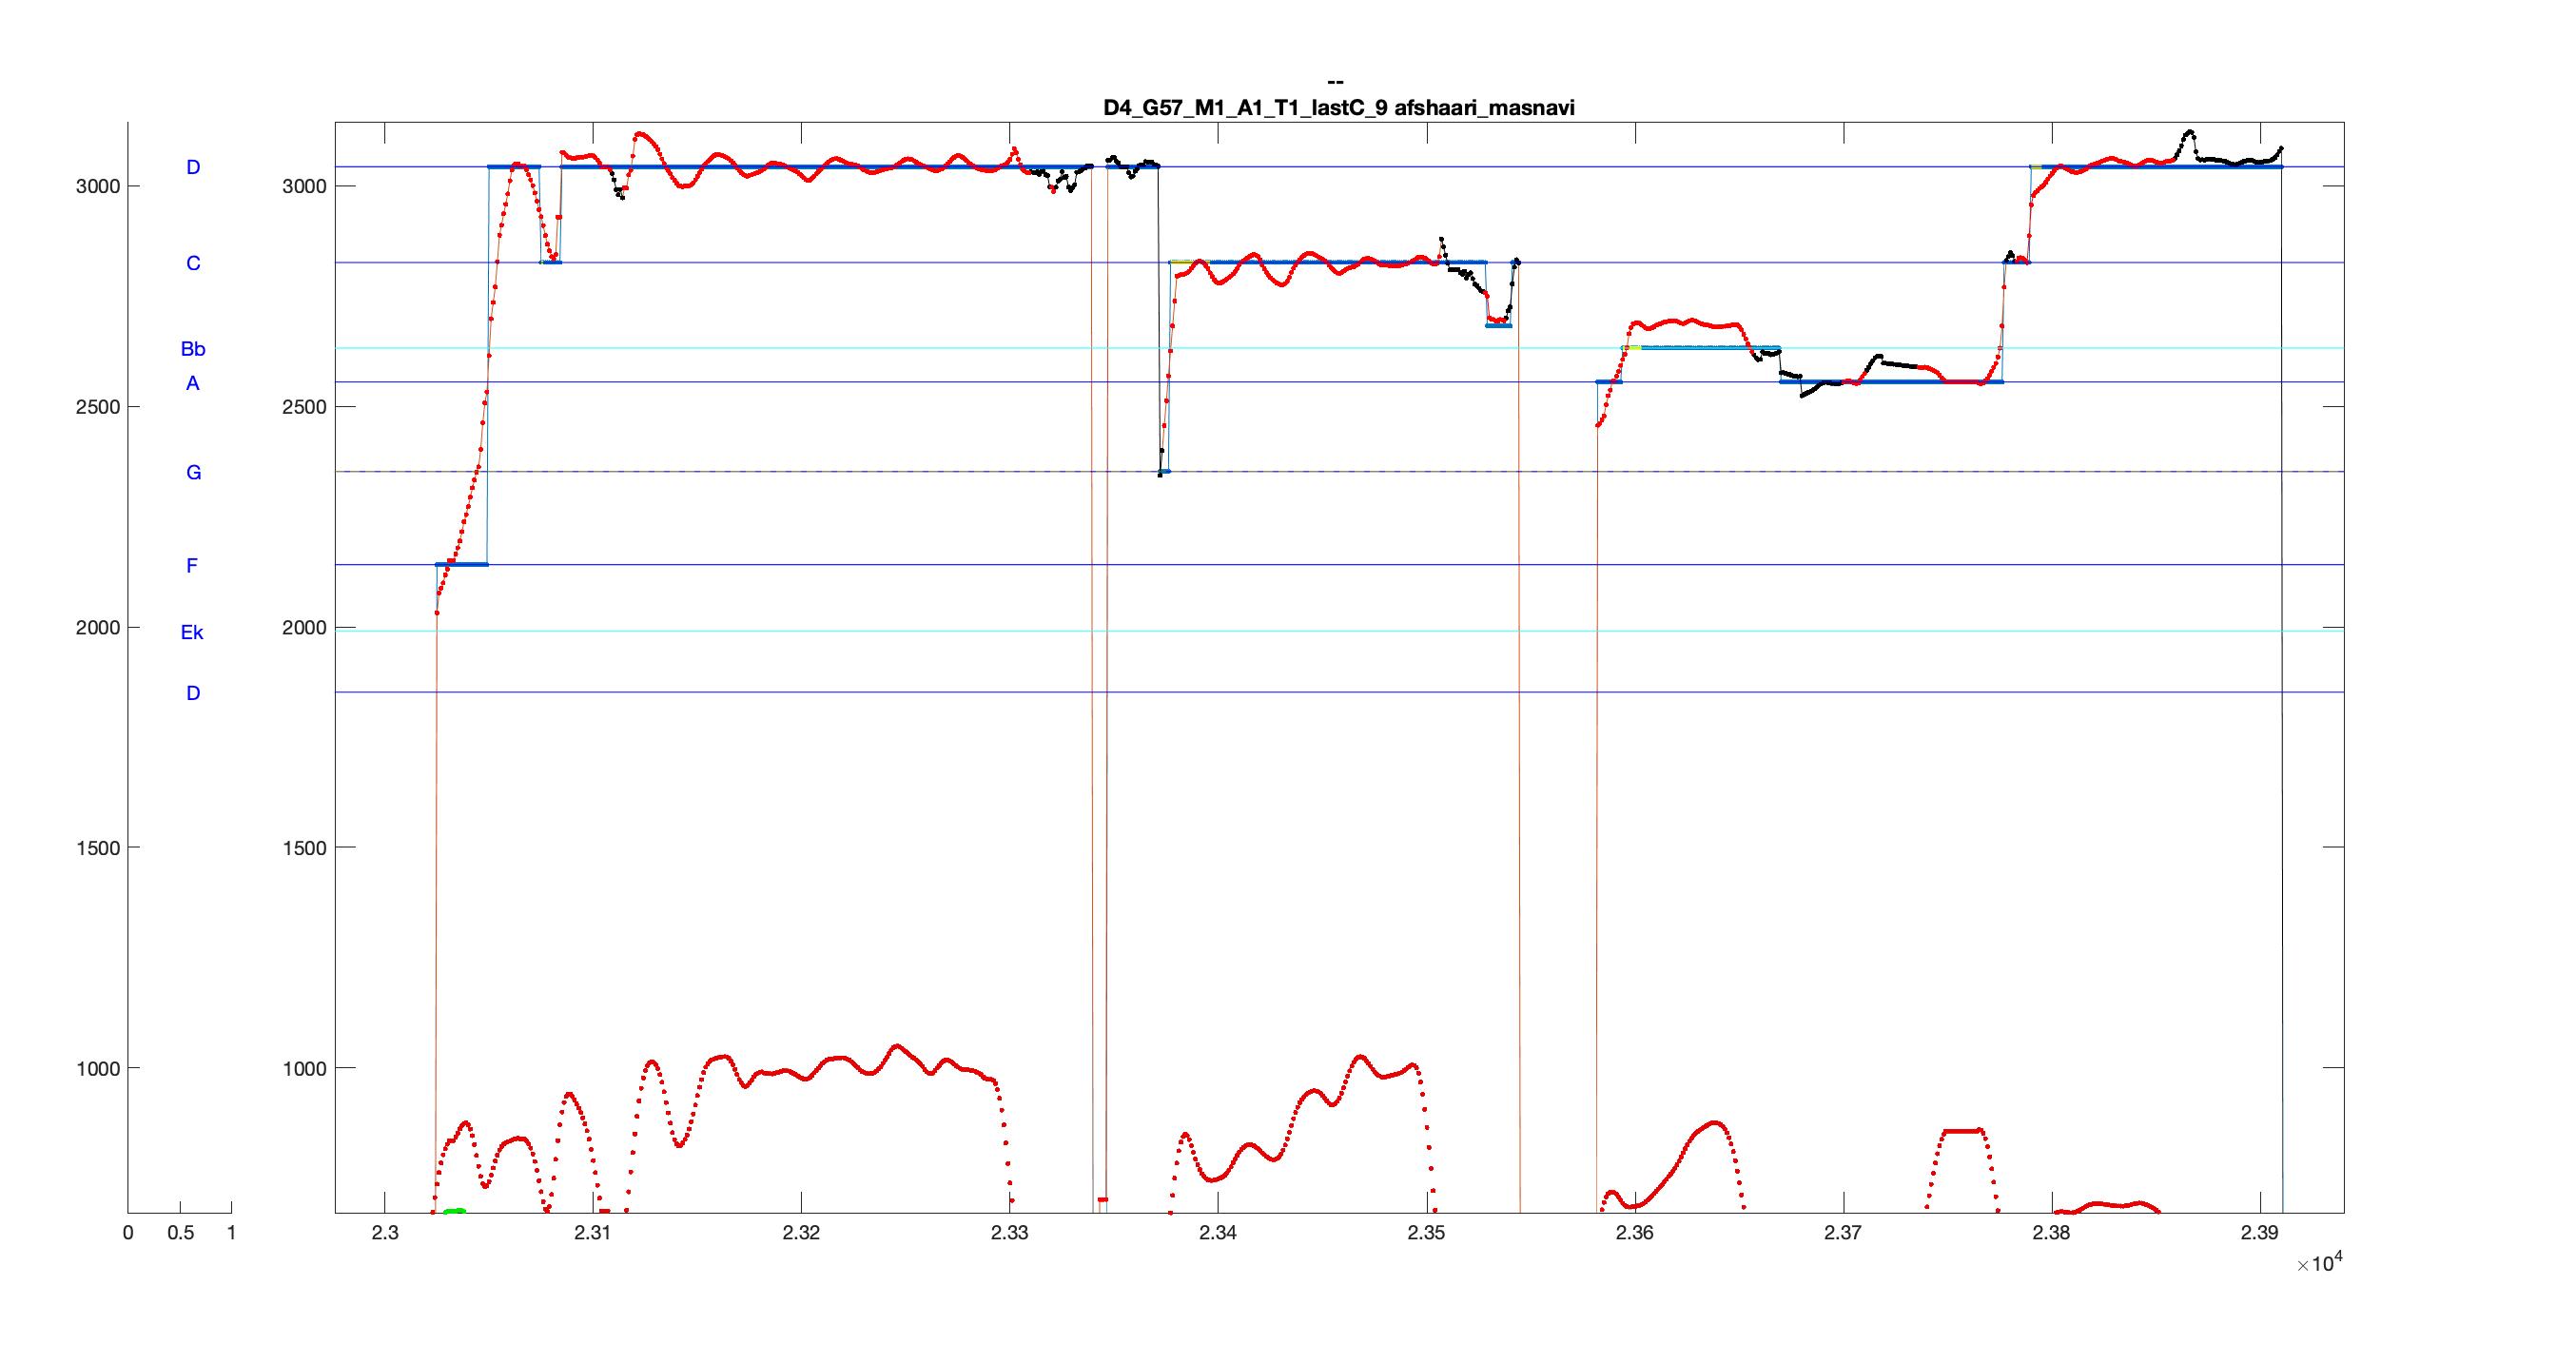 --
D4_G57_M1_A1_T1_lastC_9 afshaari_masnavi
D
3000
3000
C
Bb
A
2500
2500
G
F
2000
2000
Ek
D
1500
1500
1000
1000
0 0.5 1
2.3 2.31 2.32 2.33 2.34 2.35 2.36 2.37 2.38 2.39
×10^4